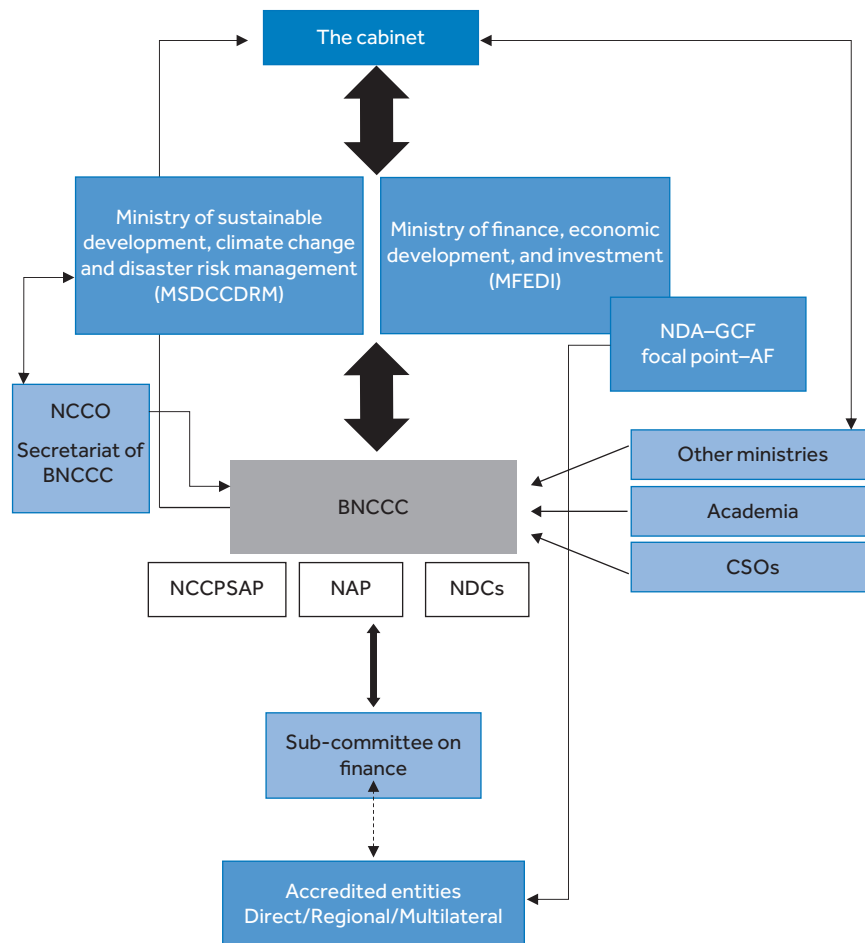 The cabinet
Ministry of sustainable
development, climate change
and disaster risk management
(MSDCCDRM)
Ministry of finance, economic
development, and investment
(MFEDI)
NDA–GCF
focal point–AF
NCCO
Secretariat of
BNCCC
Other ministries
BNCCC
Academia
CSOs
NCCPSAP
NAP
NDCs
Sub-committee on
finance
Accredited entities
Direct/Regional/Multilateral